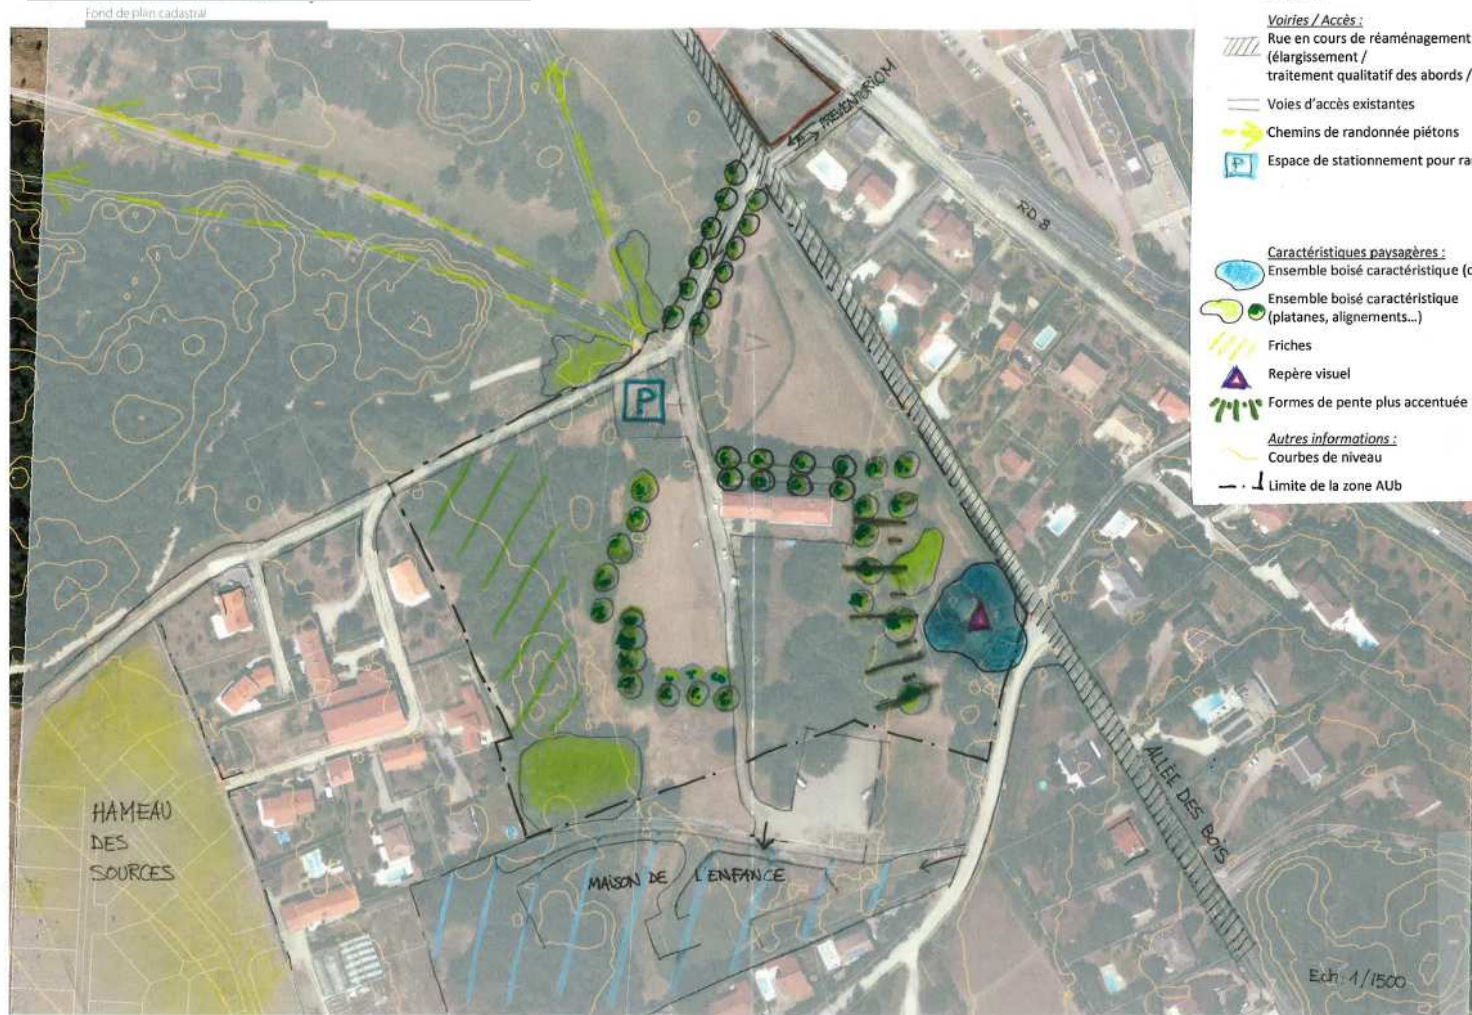 Fond de plan cadastral
Voiries / Accès :
Rue en cours de réaménagement
(élargissement /
traitement qualitatif des abords /
Voies d'accès existantes
Chemins de randonnée piétons
P Espace de stationnement pour ra
Caractéristiques paysagères :
Ensemble boisé caractéristique (c
Ensemble boisé caractéristique
(platanes, alignements...)
Friches
Repère visuel
Formes de pente plus accentuée
Autres informations :
Courbes de niveau
Limite de la zone AUb
PREVENTORIOM
RD.8
P
HAMEAU
DES
SOURCES
MAISON DE L'ENFANCE
ALLÉE DES BOIS
Ech: 1/1500